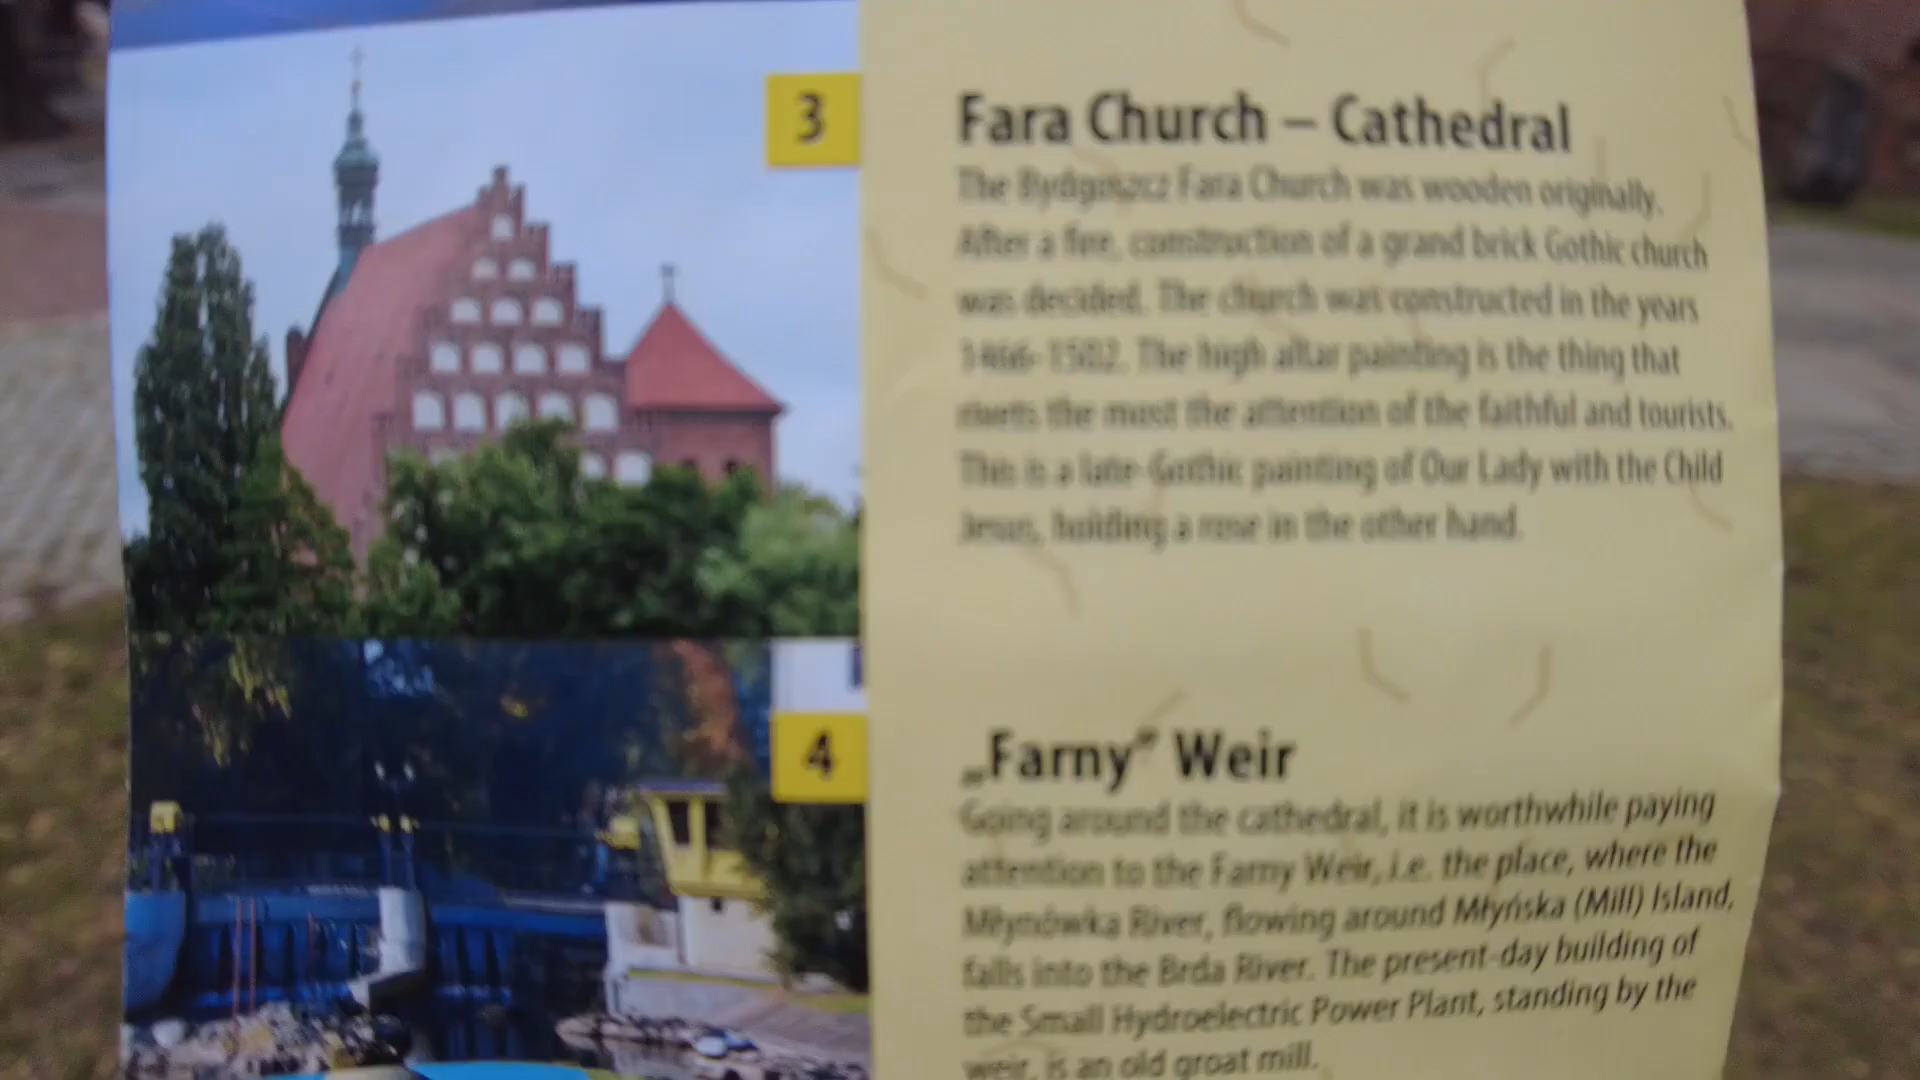 3
Fara Church – Cathedral
The Bydgoszcz Fara Church was wooden originally.
After a fire, construction of a grand brick Gothic church
was decided. The church was constructed in the years
1466-1502. The high altar painting is the thing that
rivets the most the attention of the faithful and tourists.
This is a late-Gothic painting of Our Lady with the Child
Jesus, holding a rose in the other hand.
4
„Farny” Weir
Going around the cathedral, it is worthwhile paying
attention to the Farny Weir, i.e. the place, where the
Młynówka River, flowing around Młyńska (Mill) Island,
falls into the Brda River. The present-day building of
the Small Hydroelectric Power Plant, standing by the
weir, is an old groat mill.